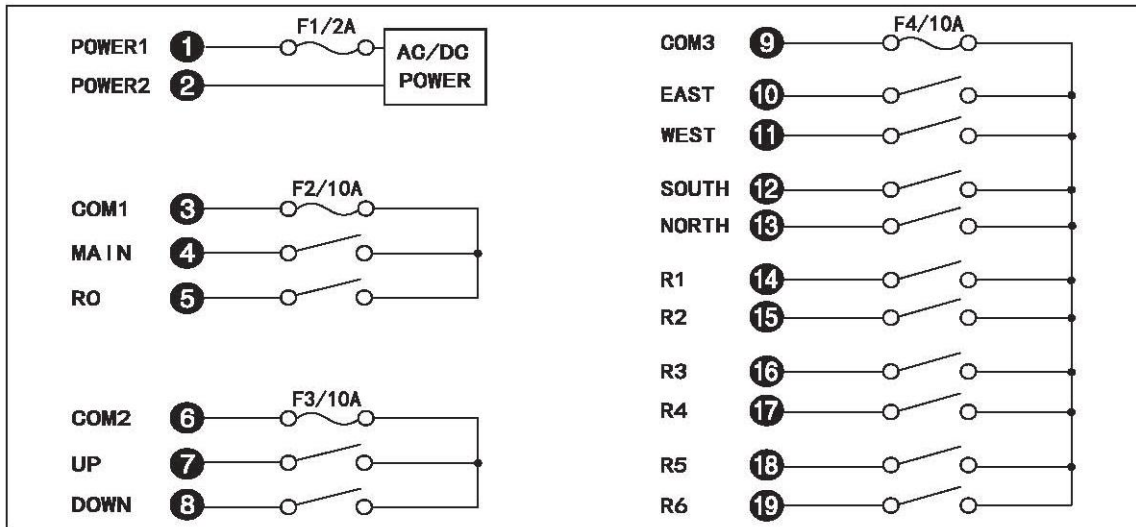 F1/2A
POWER1 1
AC/DC
POWER
POWER2 2
F2/10A
COM1 3
MAIN 4
RO 5
F3/10A
COM2 6
UP 7
DOWN 8
F4/10A
COM3 9
EAST 10
WEST 11
SOUTH 12
NORTH 13
R1 14
R2 15
R3 16
R4 17
R5 18
R6 19